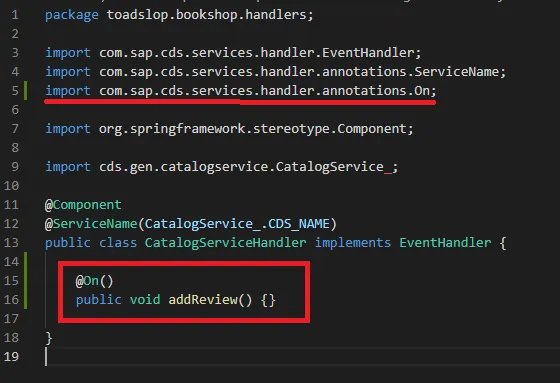 1 package toadslop.bookshop.handlers;
2
3 import com.sap.cds.services.handler.EventHandler;
4 import com.sap.cds.services.handler.annotations.ServiceName;
5 import com.sap.cds.services.handler.annotations.On;
6
7 import org.springframework.stereotype.Component;
8
9 import cds.gen.catalogservice.CatalogService_;
10
11 @Component
12 @ServiceName(CatalogService_.CDS_NAME)
13 public class CatalogServiceHandler implements EventHandler {
14
15 @On()
16 public void addReview() {}
17
18 }
19